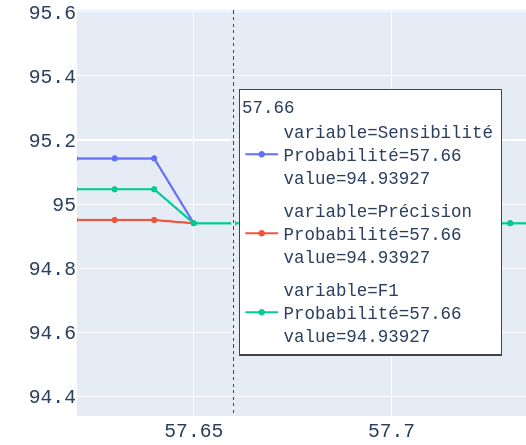 95.6
95.4
95.2
95
94.8
94.6
94.4
57.66
variable=Sensibilité
Probabilité=57.66
value=94.93927
variable=Précision
Probabilité=57.66
value=94.93927
variable=F1
Probabilité=57.66
value=94.93927
57.65
57.7